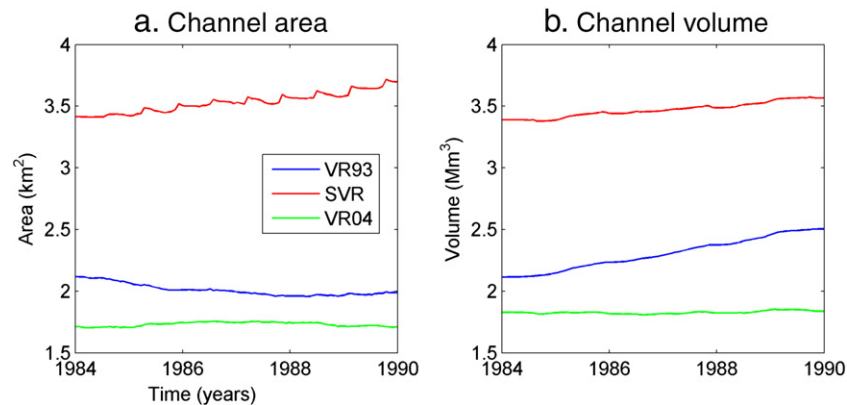 a. Channel area
4
3.5
3
2.5
2
1.5
Area (km²)
VR93
SVR
VR04
1984
1986
1988
1990
Time (years)
b. Channel volume
4
3.5
3
2.5
2
1.5
Volume (Mm³)
1984
1986
1988
1990